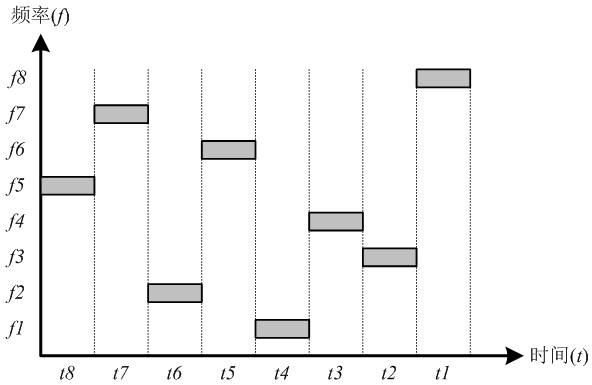 频率(f)
f8
f7
f6
f5
f4
f3
f2
f1
时间(t)
t8 t7 t6 t5 t4 t3 t2 t1